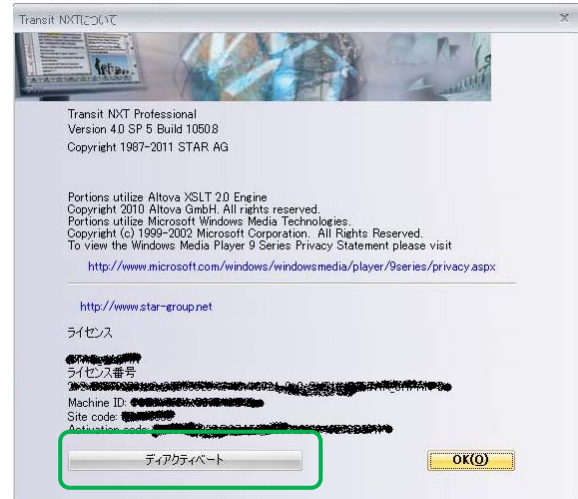 Transit NXTについて
Transit NXT Professional
Version 4.0 SP 5 Build 1050.8
Copyright 1987-2011 STAR AG
Portions utilize Altova XSLT 2.0 Engine
Copyright 2010 Altova GmbH. All rights reserved.
Portions utilize Microsoft Windows Media Technologies.
Copyright (c) 1999-2002 Microsoft Corporation. All Rights Reserved.
To view the Windows Media Player 9 Series Privacy Statement please visit
http://www.microsoft.com/windows/windowsmedia/player/9series/privacy.aspx
http://www.star-group.net
ライセンス
ライセンス番号
Machine ID:
Site code:
Activation code:
ディアクティベート
OK(O)